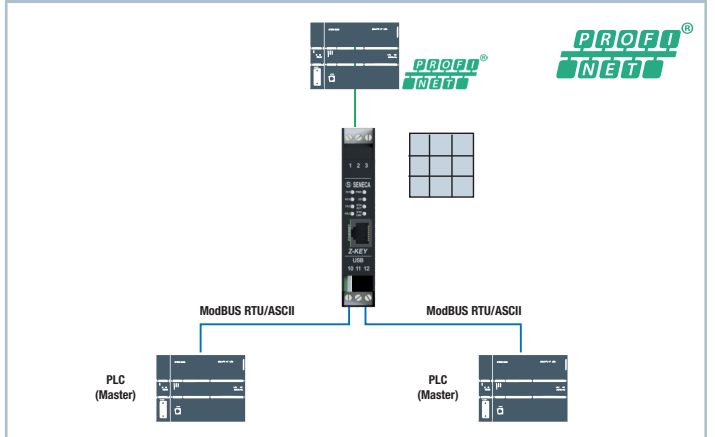 PROFI®
NET
PROFI®
NET
1 2 3
S SENECA
Z-KEY
USB
10 11 12
ModBUS RTU/ASCII
ModBUS RTU/ASCII
PLC
(Master)
PLC
(Master)